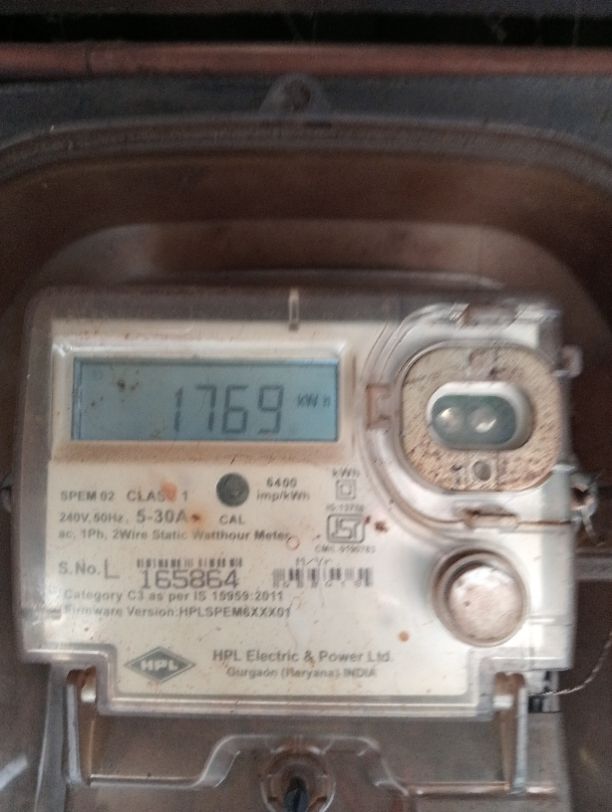 1769 kWh
SPEM 02 CLASS 1
6400 imp/kWh
kWh
240V, 50Hz, 5-30A
CAL
ac, 1Ph, 2Wire Static Watthour Meter
S.No. L 165864
M/Yr
Category C3 as per IS 15959:2011
Firmware Version:HPLSPEM6XXX01
HPL
HPL Electric & Power Ltd.
Gurgaon (Haryana) INDIA